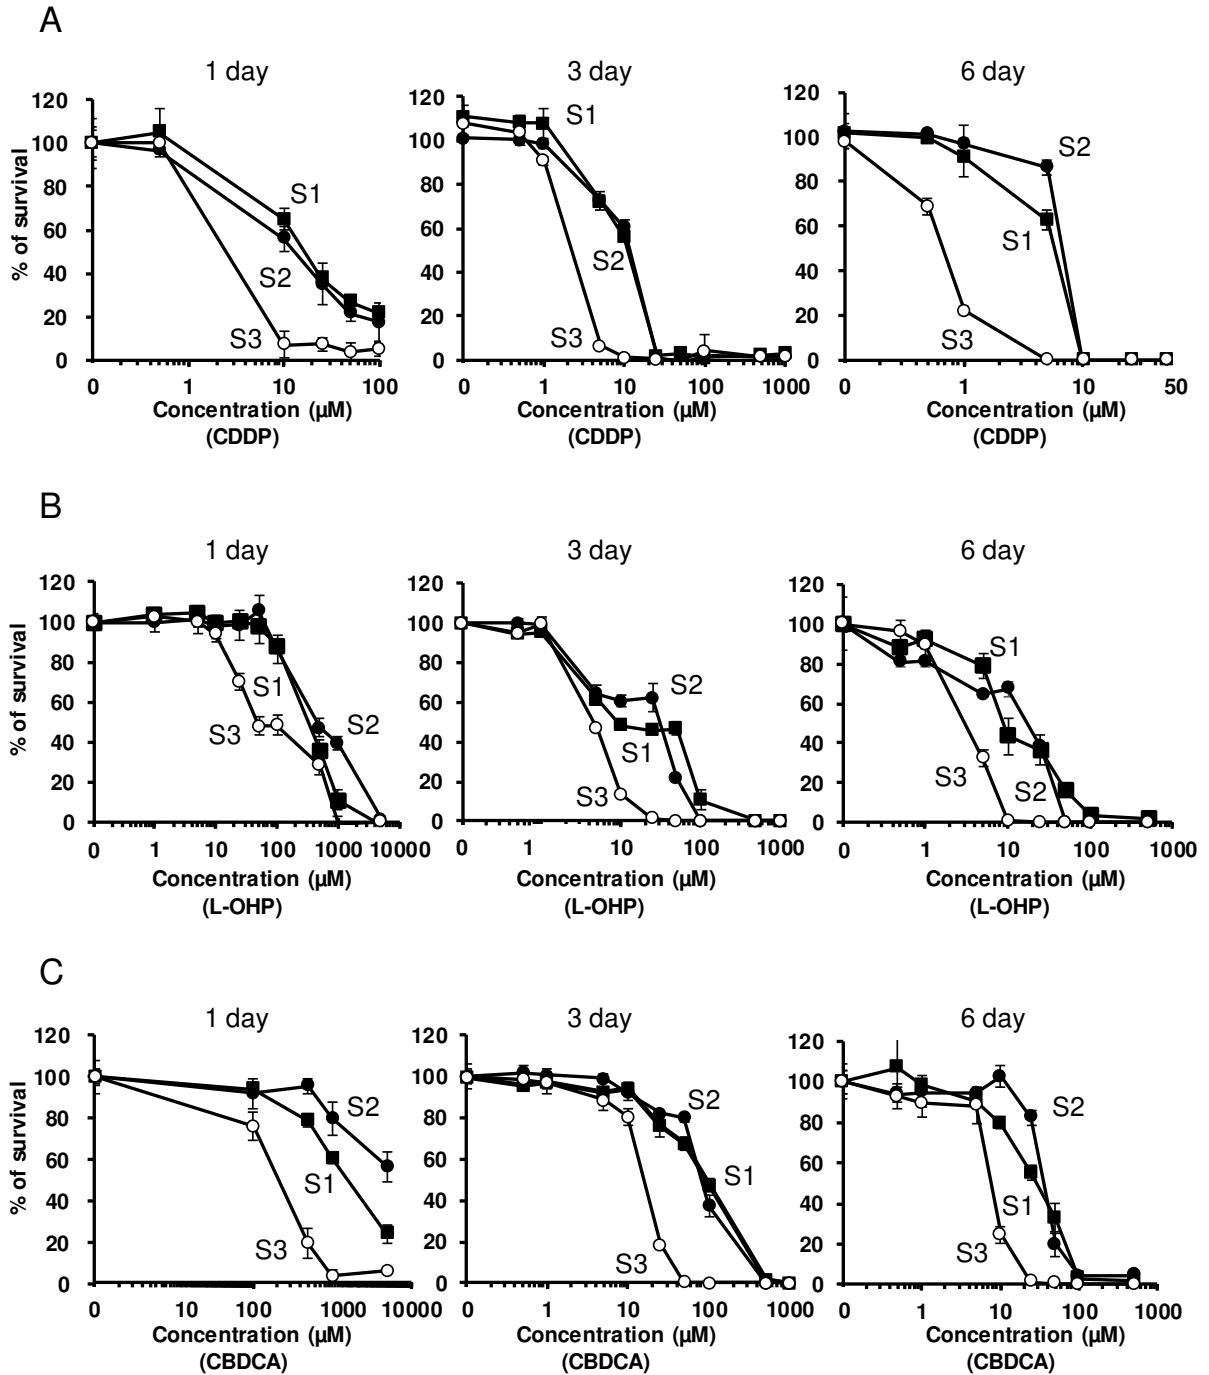 A
1 day 3 day 6 day
120 100 80 60 40 20 0
% of survival
S1 S2 S3
0 1 10 100
Concentration (µM)
(CDDP)
120 100 80 60 40 20 0
S1 S2 S3
0 1 10 100 1000
Concentration (µM)
(CDDP)
120 100 80 60 40 20 0
S2 S1 S3
0 1 10 50
Concentration (µM)
(CDDP)
B
1 day 3 day 6 day
120 100 80 60 40 20 0
% of survival
S1 S3 S2
0 1 10 100 1000 10000
Concentration (µM)
(L-OHP)
120 100 80 60 40 20 0
S2 S1 S3
0 1 10 100 1000
Concentration (µM)
(L-OHP)
120 100 80 60 40 20 0
S1 S3 S2
0 1 10 100 1000
Concentration (µM)
(L-OHP)
C
1 day 3 day 6 day
120 100 80 60 40 20 0
% of survival
S2 S1 S3
0 10 100 1000 10000
Concentration (µM)
(CBDCA)
120 100 80 60 40 20 0
S2 S1 S3
0 1 10 100 1000
Concentration (µM)
(CBDCA)
120 100 80 60 40 20 0
S2 S1 S3
0 1 10 100 1000
Concentration (µM)
(CBDCA)